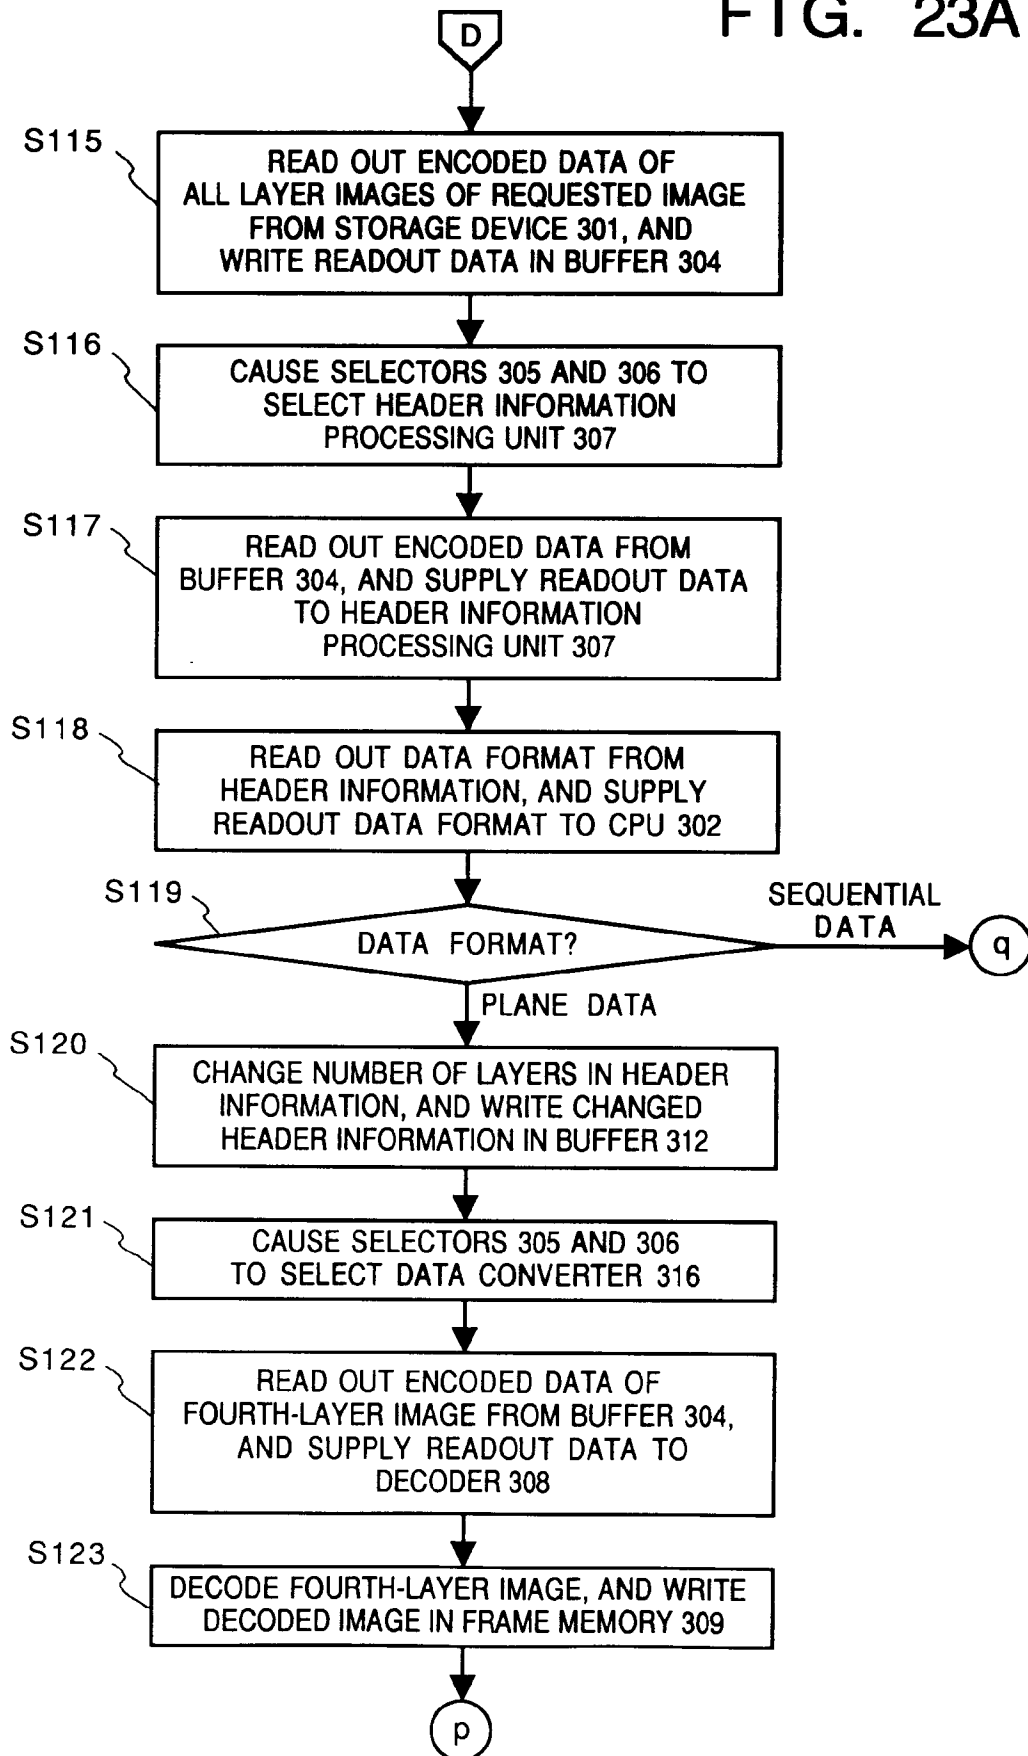 FIG. 23A
D
S115
READ OUT ENCODED DATA OF
ALL LAYER IMAGES OF REQUESTED IMAGE
FROM STORAGE DEVICE 301, AND
WRITE READOUT DATA IN BUFFER 304
S116
CAUSE SELECTORS 305 AND 306 TO
SELECT HEADER INFORMATION
PROCESSING UNIT 307
S117
READ OUT ENCODED DATA FROM
BUFFER 304, AND SUPPLY READOUT DATA
TO HEADER INFORMATION
PROCESSING UNIT 307
S118
READ OUT DATA FORMAT FROM
HEADER INFORMATION, AND SUPPLY
READOUT DATA FORMAT TO CPU 302
S119
DATA FORMAT?
SEQUENTIAL
DATA
q
PLANE DATA
S120
CHANGE NUMBER OF LAYERS IN HEADER
INFORMATION, AND WRITE CHANGED
HEADER INFORMATION IN BUFFER 312
S121
CAUSE SELECTORS 305 AND 306
TO SELECT DATA CONVERTER 316
S122
READ OUT ENCODED DATA OF
FOURTH-LAYER IMAGE FROM BUFFER 304,
AND SUPPLY READOUT DATA TO
DECODER 308
S123
DECODE FOURTH-LAYER IMAGE, AND WRITE
DECODED IMAGE IN FRAME MEMORY 309
p